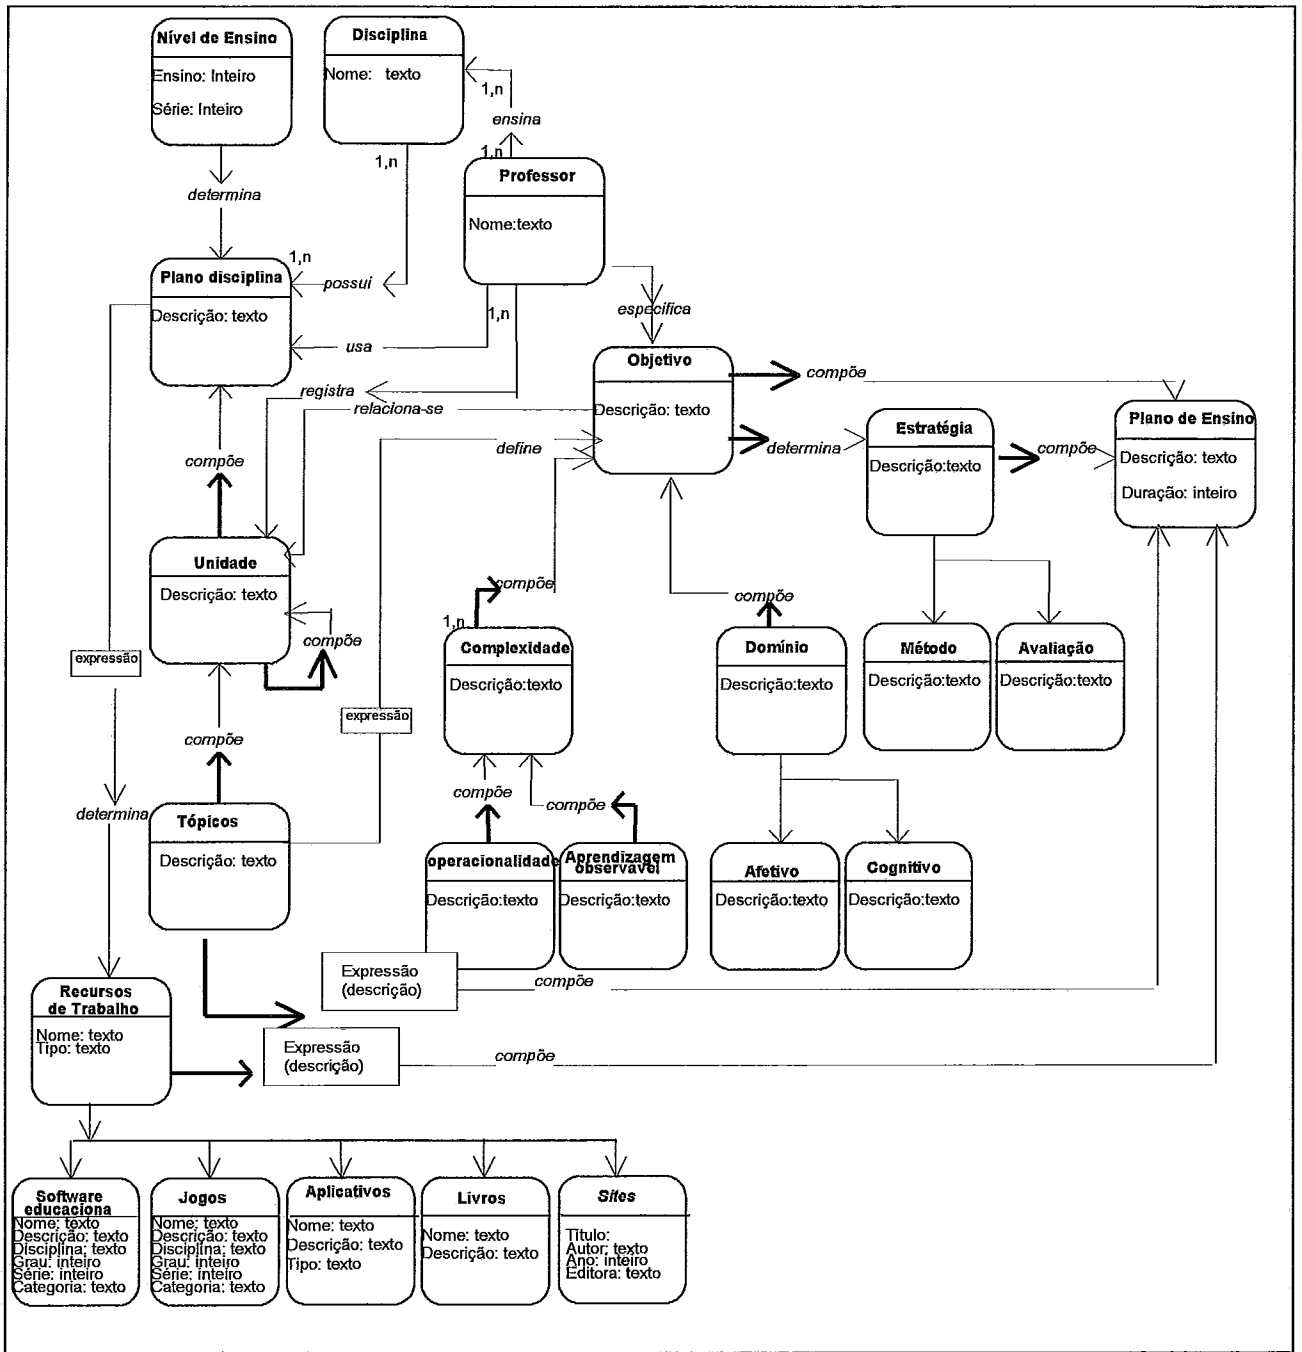 Nível de Ensino
Ensino: Inteiro
Série: Inteiro
Disciplina
Nome: texto
1,n
ensina
1,n
1,n
Professor
Nome:texto
determina
1,n
Plano disciplina
Descrição: texto
possui
1,n
usa
especifica
registra
relaciona-se
Objetivo
Descrição: texto
compõe
determina
Estratégia
Descrição:texto
compõe
Plano de Ensino
Descrição: texto
Duração: inteiro
define
compõe
Unidade
Descrição: texto
compõe
expressão
expressão
compõe
1,n
Complexidade
Descrição:texto
compõe
Domínio
Descrição:texto
Método
Descrição:texto
Avaliação
Descrição:texto
compõe
compõe
compõe
determina
Tópicos
Descrição: texto
operacionalidade
Descrição:texto
Aprendizagem
observável
Descrição:texto
Afetivo
Descrição:texto
Cognitivo
Descrição:texto
Expressão
(descrição)
compõe
Recursos
de Trabalho
Nome: texto
Tipo: texto
Expressão
(descrição)
compõe
Software
educaciona
Nome: texto
Descrição: texto
Disciplina: texto
Grau: inteiro
Série: inteiro
Categoria: texto
Jogos
Nome: texto
Descrição: texto
Disciplina: texto
Grau: inteiro
Série: inteiro
Categoria: texto
Aplicativos
Nome: texto
Descrição: texto
Tipo: texto
Livros
Nome: texto
Descrição: texto
Sites
Título:
Autor: texto
Ano: inteiro
Editora: texto